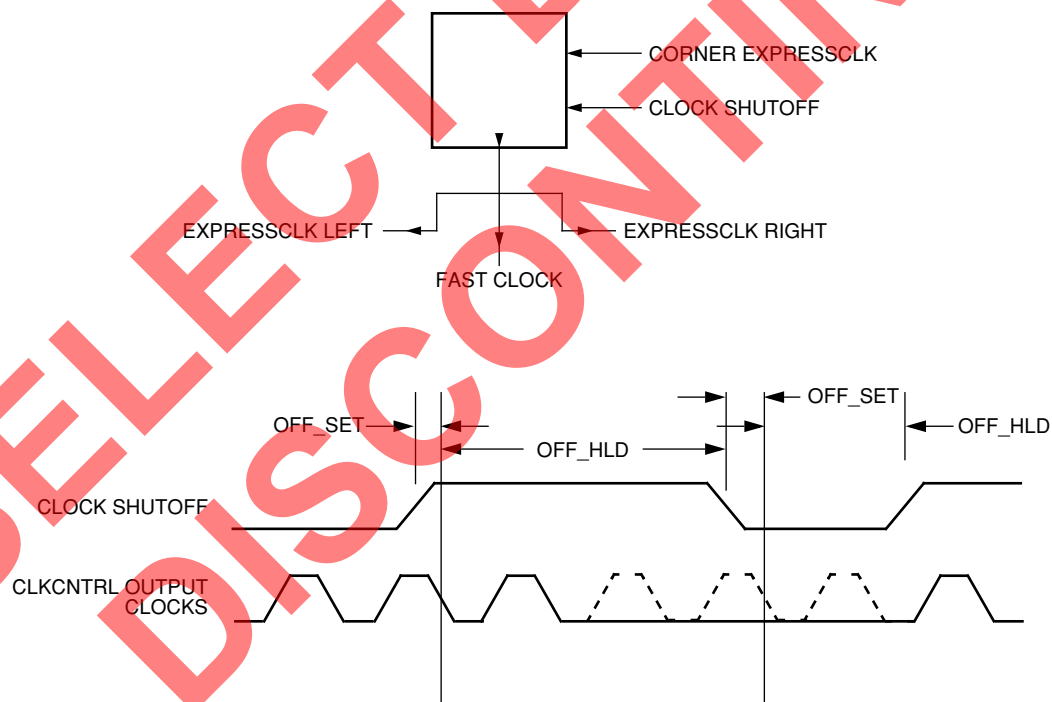 CORNER EXPRESSCLK
CLOCK SHUTOFF
EXPRESSCLK LEFT
EXPRESSCLK RIGHT
FAST CLOCK
OFF_SET
OFF_SET
OFF_HLD
OFF_HLD
CLOCK SHUTOFF
CLKCNTRL OUTPUT
CLOCKS
SELECT D
DISCONTIN